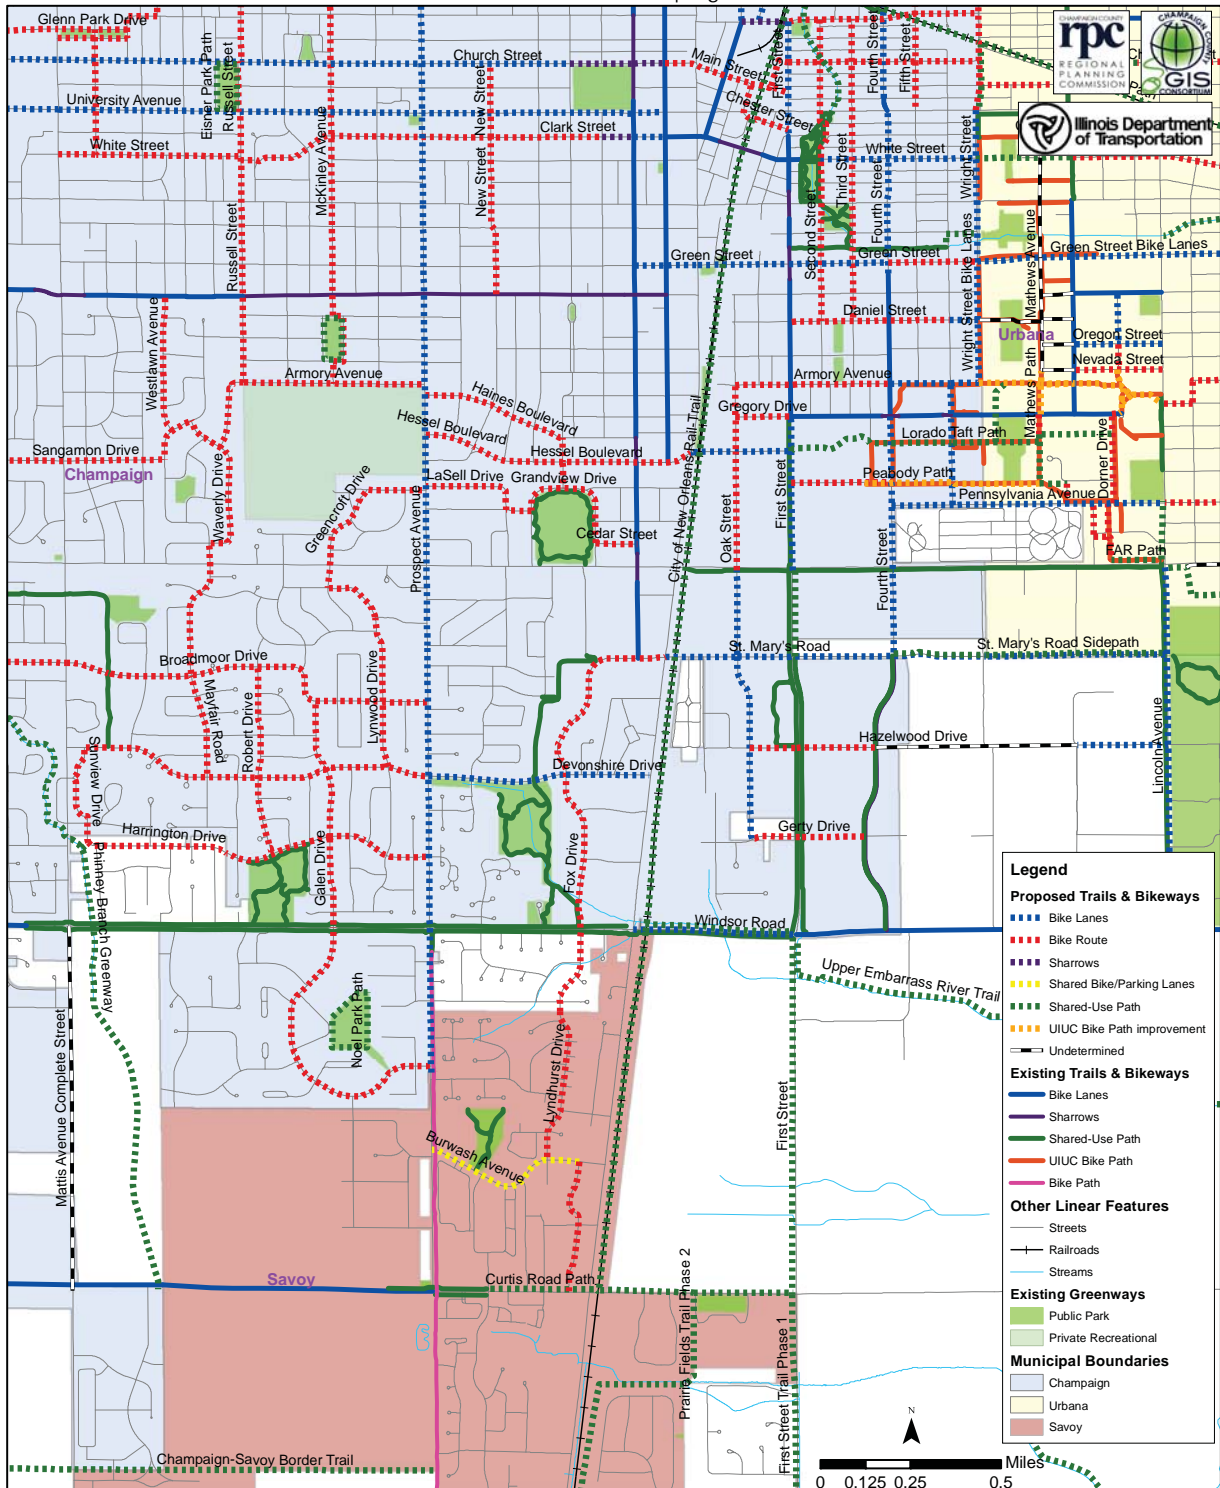 Glenn Park Drive
Church Street
Main Street
First Street
Fourth Street
Fifth Street
Eisner Park Path
Russell Street
University Avenue
New Street
Clark Street
Chester Street
White Street
McKinley Avenue
New Street
Third Street
White Street
Fourth Street
Wright Street
Russell Street
Second Street
Green Street
Green Street
Green Street Bike Lanes
Wright Street Bike Lanes
Mathews Avenue
Westlawn Avenue
Daniel Street
Urbana
Oregon Street
Nevada Street
Armory Avenue
Armory Avenue
Haines Boulevard
Hessel Boulevard
Gregory Drive
Mathews Path
Lorado Taft Path
Sangamon Drive
Champaign
Hessel Boulevard
City of New Orleans Rail-Trail
Waverly Drive
Greencroft Drive
LaSell Drive
Grandview Drive
Peabody Path
Pennsylvania Avenue
Dorner Drive
Prospect Avenue
Cedar Street
Oak Street
First Street
Fourth Street
FAR Path
Broadmoor Drive
St. Mary's Road
St. Mary's Road Sidepath
Mayfair Road
Robert Drive
Lynwood Drive
Sunview Drive
Devonshire Drive
Hazelwood Drive
Lincoln Avenue
Harrington Drive
Galen Drive
Fox Drive
Gerty Drive
Phinney Branch Greenway
Windsor Road
Upper Embarrass River Trail
Noel Park Path
Mattis Avenue Complete Street
Lyndhurst Drive
First Street
Burwash Avenue
Savoy
Curtis Road Path
Prairie Fields Trail Phase 2
First Street Trail Phase 1
Champaign-Savoy Border Trail
CHAMPAIGN COUNTY
rpc
REGIONAL
PLANNING
COMMISSION
CHAMPAIGN COUNTY
GIS
CONSORTIUM
Illinois Department
of Transportation
Legend
Proposed Trails & Bikeways
Bike Lanes
Bike Route
Sharrows
Shared Bike/Parking Lanes
Shared-Use Path
UIUC Bike Path improvement
Undetermined
Existing Trails & Bikeways
Bike Lanes
Sharrows
Shared-Use Path
UIUC Bike Path
Bike Path
Other Linear Features
Streets
Railroads
Streams
Existing Greenways
Public Park
Private Recreational
Municipal Boundaries
Champaign
Urbana
Savoy
N
Miles
0 0.125 0.25 0.5